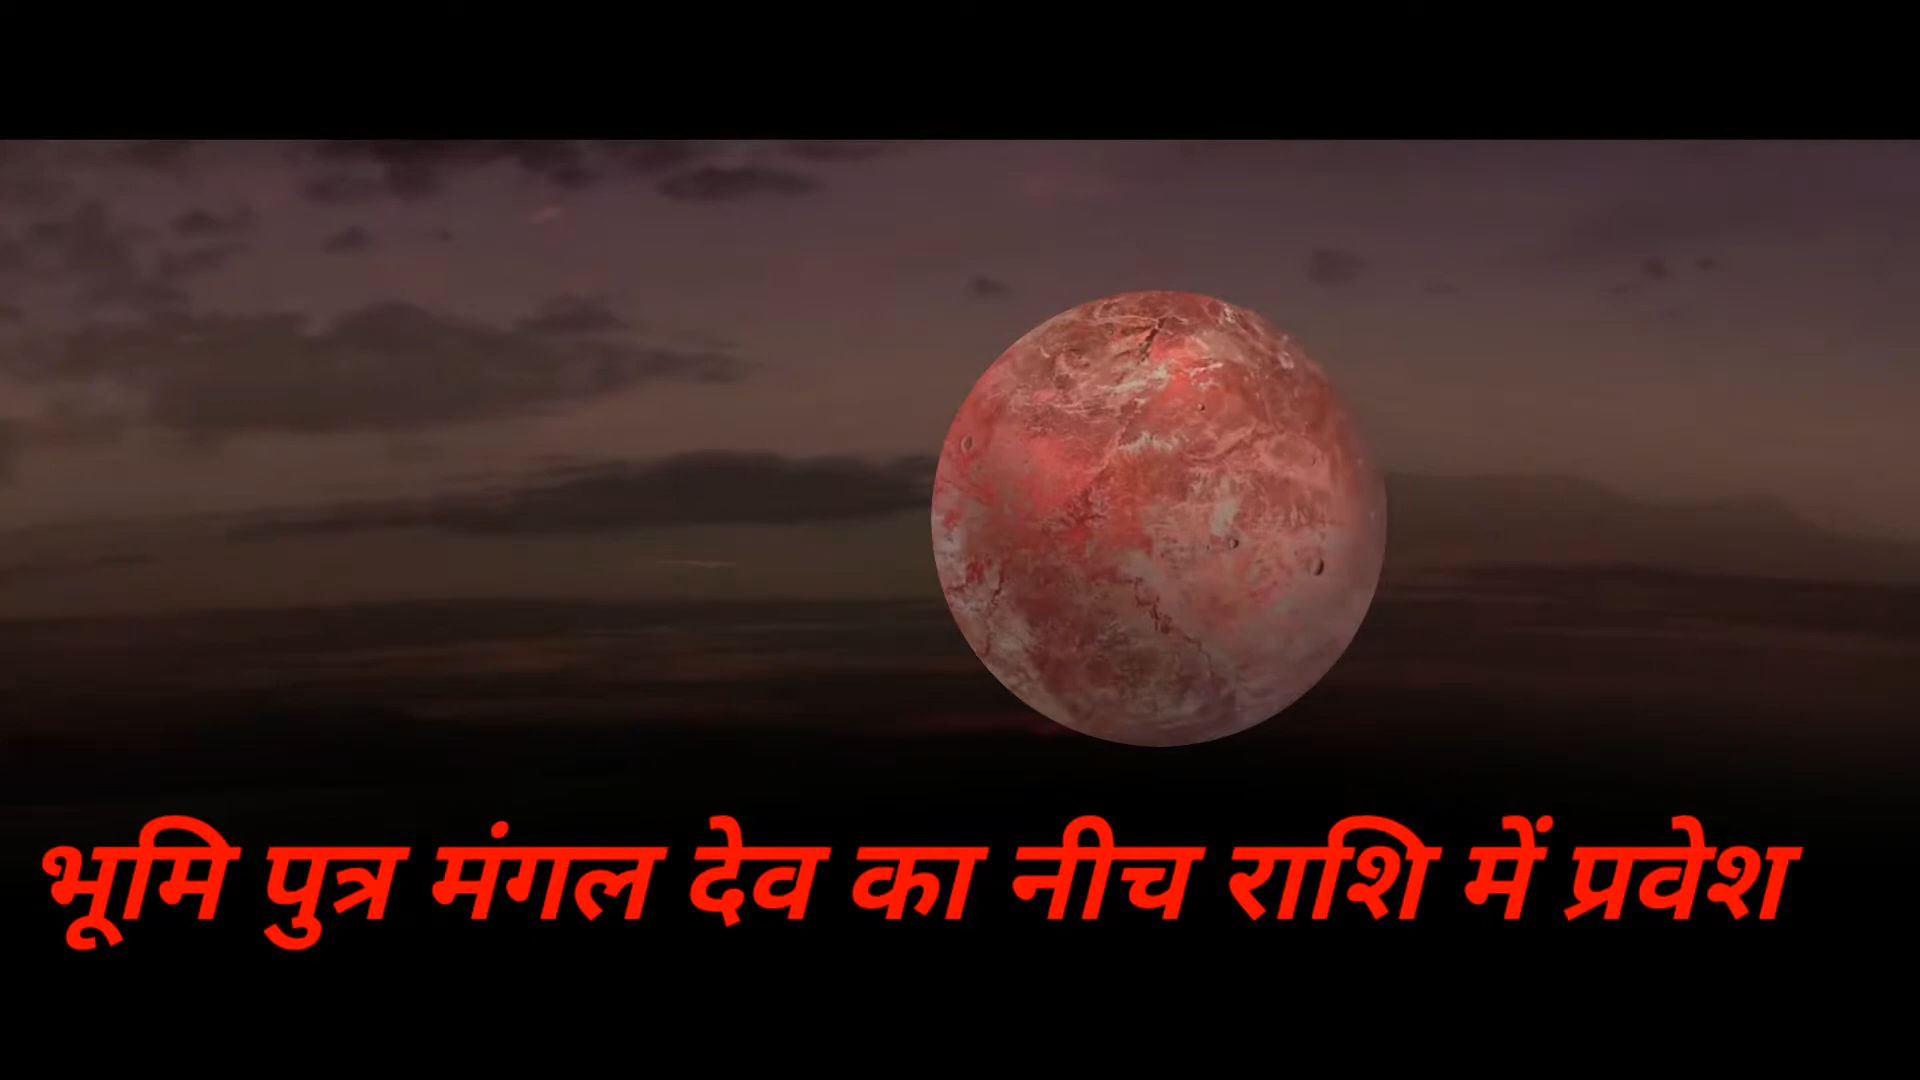 भूमि पुत्र मंगल देव का नीच राशि में प्रवेश